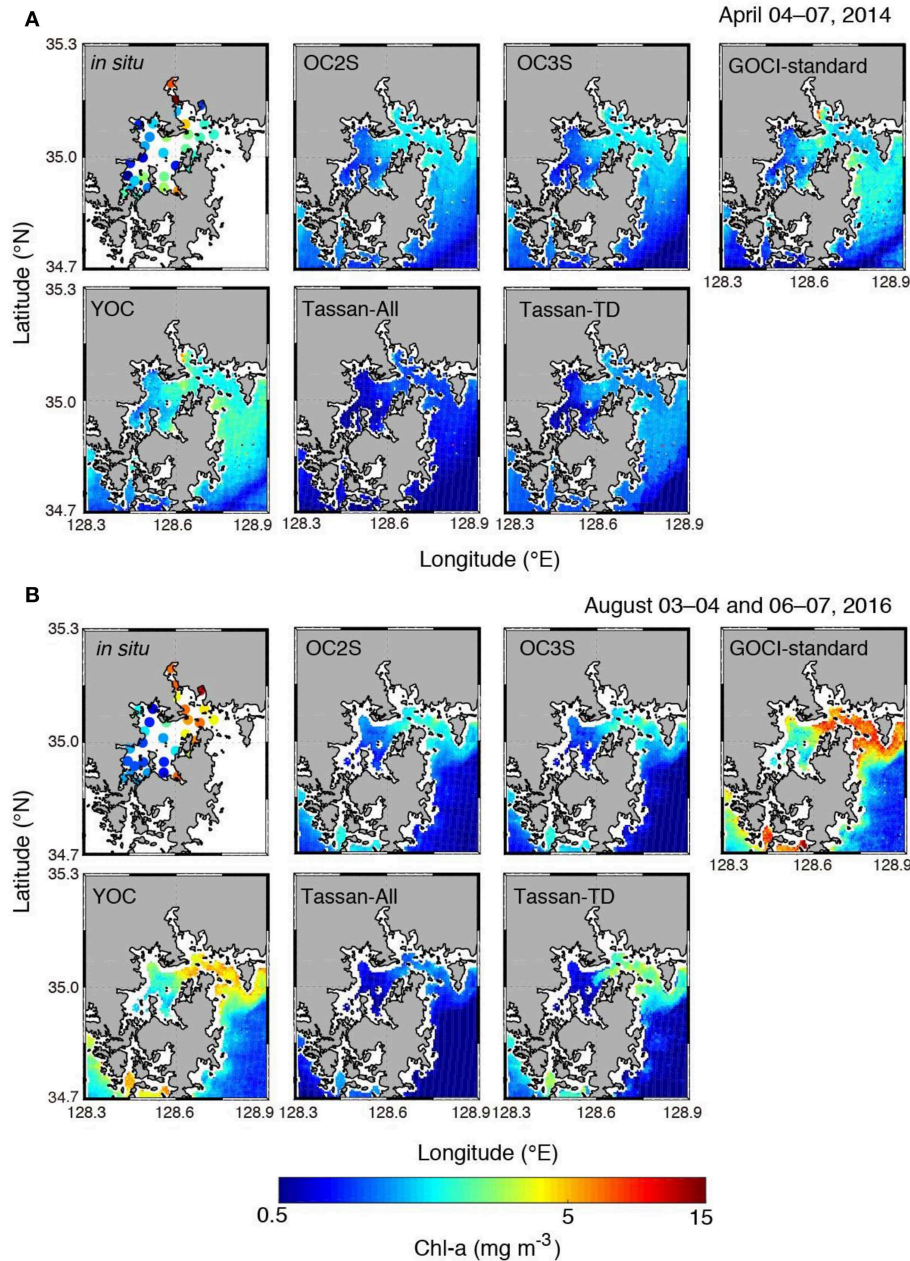 A
April 04–07, 2014
35.3
in situ
OC2S
OC3S
GOCI-standard
35.0
34.7
128.3 128.6 128.9
Latitude (°N)
35.3
YOC
Tassan-All
Tassan-TD
35.0
34.7
128.3 128.6 128.9
128.3 128.6 128.9
128.3 128.6 128.9
Longitude (°E)
B
August 03–04 and 06–07, 2016
35.3
in situ
OC2S
OC3S
GOCI-standard
35.0
34.7
128.3 128.6 128.9
Latitude (°N)
35.3
YOC
Tassan-All
Tassan-TD
35.0
34.7
128.3 128.6 128.9
128.3 128.6 128.9
128.3 128.6 128.9
Longitude (°E)
0.5 5 15
Chl-a (mg m⁻³)